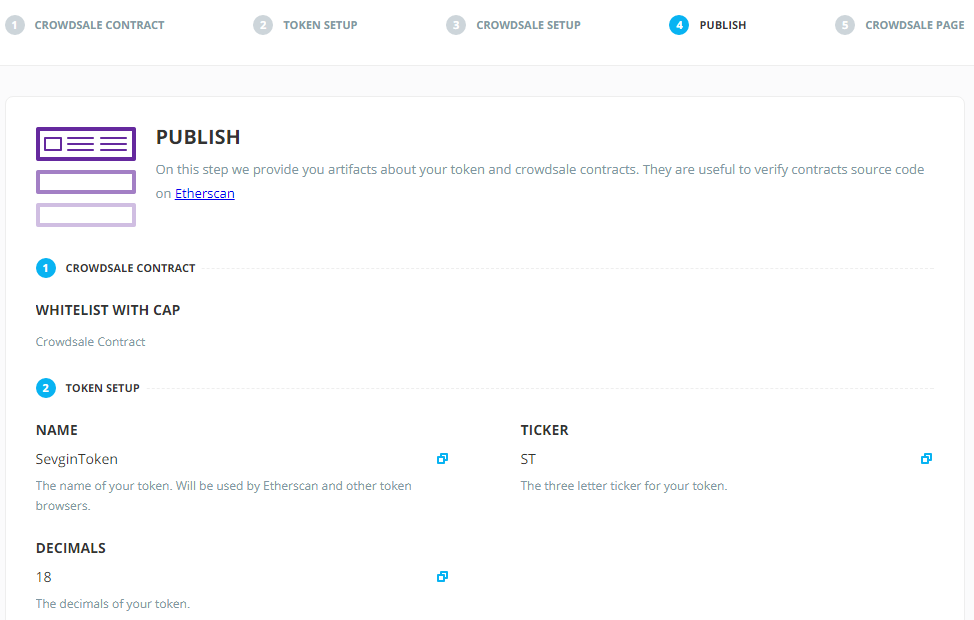 1 CROWDSALE CONTRACT 2 TOKEN SETUP 3 CROWDSALE SETUP 4 PUBLISH 5 CROWDSALE PAGE
PUBLISH
On this step we provide you artifacts about your token and crowdsale contracts. They are useful to verify contracts source code
on Etherscan
1 CROWDSALE CONTRACT
WHITELIST WITH CAP
Crowdsale Contract
2 TOKEN SETUP
NAME
SevginToken
The name of your token. Will be used by Etherscan and other token
browsers.
TICKER
ST
The three letter ticker for your token.
DECIMALS
18
The decimals of your token.